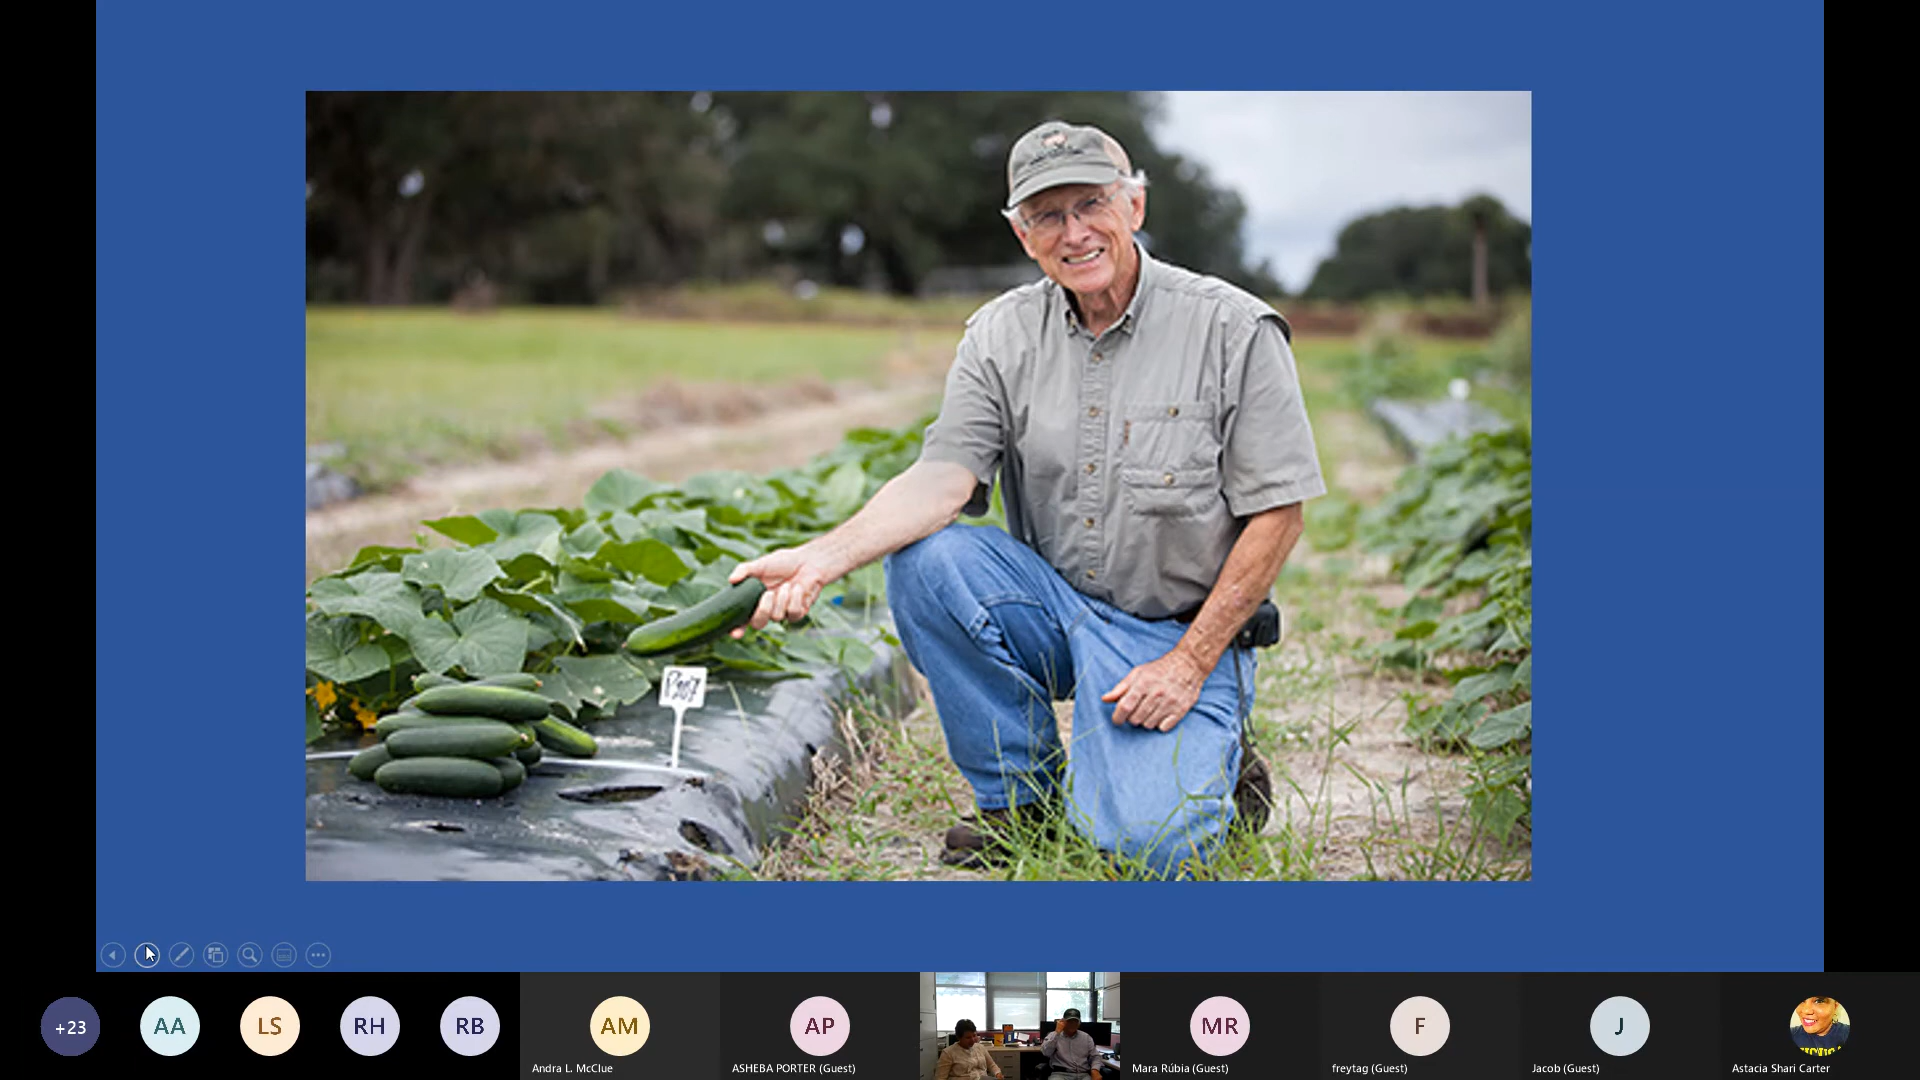 P207
+23
AA
LS
RH
RB
AM
AP
MR
F
J
Andra L. McClue
ASHEBA PORTER (Guest)
Mara Rúbia (Guest)
freytag (Guest)
Jacob (Guest)
Astacia Shari Carter